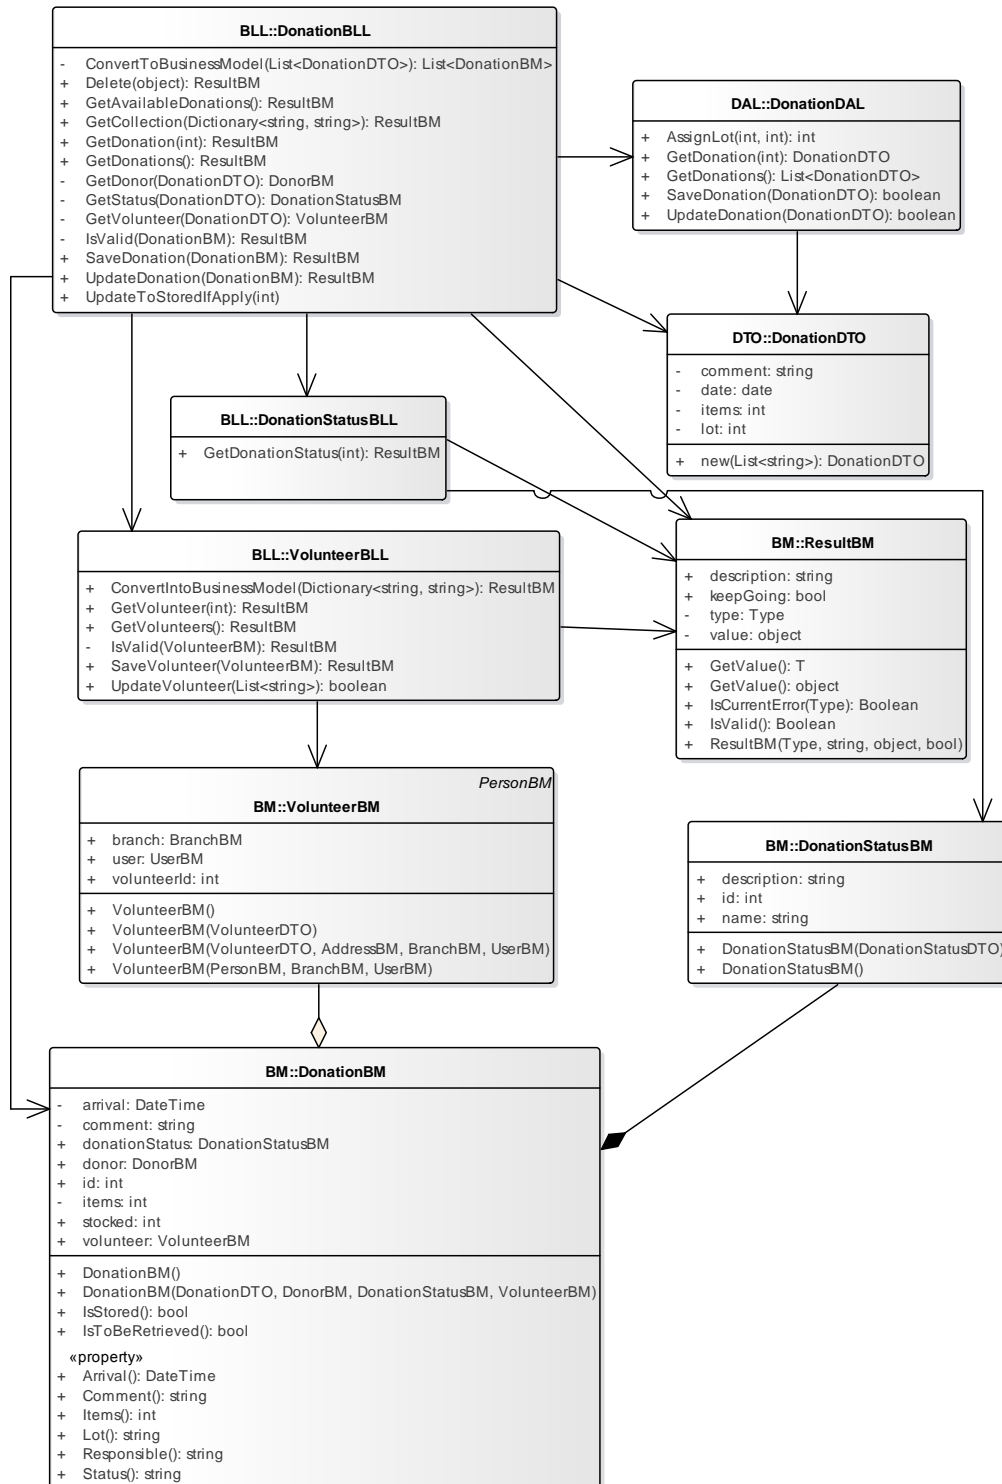 BLL::DonationBLL
- ConvertToBusinessModel(List<DonationDTO>): List<DonationBM>
+ Delete(object): ResultBM
+ GetAvailableDonations(): ResultBM
+ GetCollection(Dictionary<string, string>): ResultBM
+ GetDonation(int): ResultBM
+ GetDonations(): ResultBM
- GetDonor(DonationDTO): DonorBM
- GetStatus(DonationDTO): DonationStatusBM
- GetVolunteer(DonationDTO): VolunteerBM
- IsValid(DonationBM): ResultBM
+ SaveDonation(DonationBM): ResultBM
+ UpdateDonation(DonationBM): ResultBM
+ UpdateToStoredIfApply(int)
DAL::DonationDAL
+ AssignLot(int, int): int
+ GetDonation(int): DonationDTO
+ GetDonations(): List<DonationDTO>
+ SaveDonation(DonationDTO): boolean
+ UpdateDonation(DonationDTO): boolean
DTO::DonationDTO
- comment: string
- date: date
- items: int
- lot: int
+ new(List<string>): DonationDTO
BLL::DonationStatusBLL
+ GetDonationStatus(int): ResultBM
BLL::VolunteerBLL
+ ConvertIntoBusinessModel(Dictionary<string, string>): ResultBM
+ GetVolunteer(int): ResultBM
+ GetVolunteers(): ResultBM
- IsValid(VolunteerBM): ResultBM
+ SaveVolunteer(VolunteerBM): ResultBM
+ UpdateVolunteer(List<string>): boolean
BM::ResultBM
+ description: string
+ keepGoing: bool
- type: Type
- value: object
+ GetValue(): T
+ GetValue(): object
+ IsCurrentError(Type): Boolean
+ IsValid(): Boolean
+ ResultBM(Type, string, object, bool)
PersonBM
BM::VolunteerBM
+ branch: BranchBM
+ user: UserBM
+ volunteerId: int
+ VolunteerBM()
+ VolunteerBM(VolunteerDTO)
+ VolunteerBM(VolunteerDTO, AddressBM, BranchBM, UserBM)
+ VolunteerBM(PersonBM, BranchBM, UserBM)
BM::DonationStatusBM
+ description: string
+ id: int
+ name: string
+ DonationStatusBM(DonationStatusDTO)
+ DonationStatusBM()
BM::DonationBM
- arrival: DateTime
- comment: string
+ donationStatus: DonationStatusBM
+ donor: DonorBM
+ id: int
- items: int
+ stocked: int
+ volunteer: VolunteerBM
+ DonationBM()
+ DonationBM(DonationDTO, DonorBM, DonationStatusBM, VolunteerBM)
+ IsStored(): bool
+ IsToBeRetrieved(): bool
«property»
+ Arrival(): DateTime
+ Comment(): string
+ Items(): int
+ Lot(): string
+ Responsible(): string
+ Status(): string